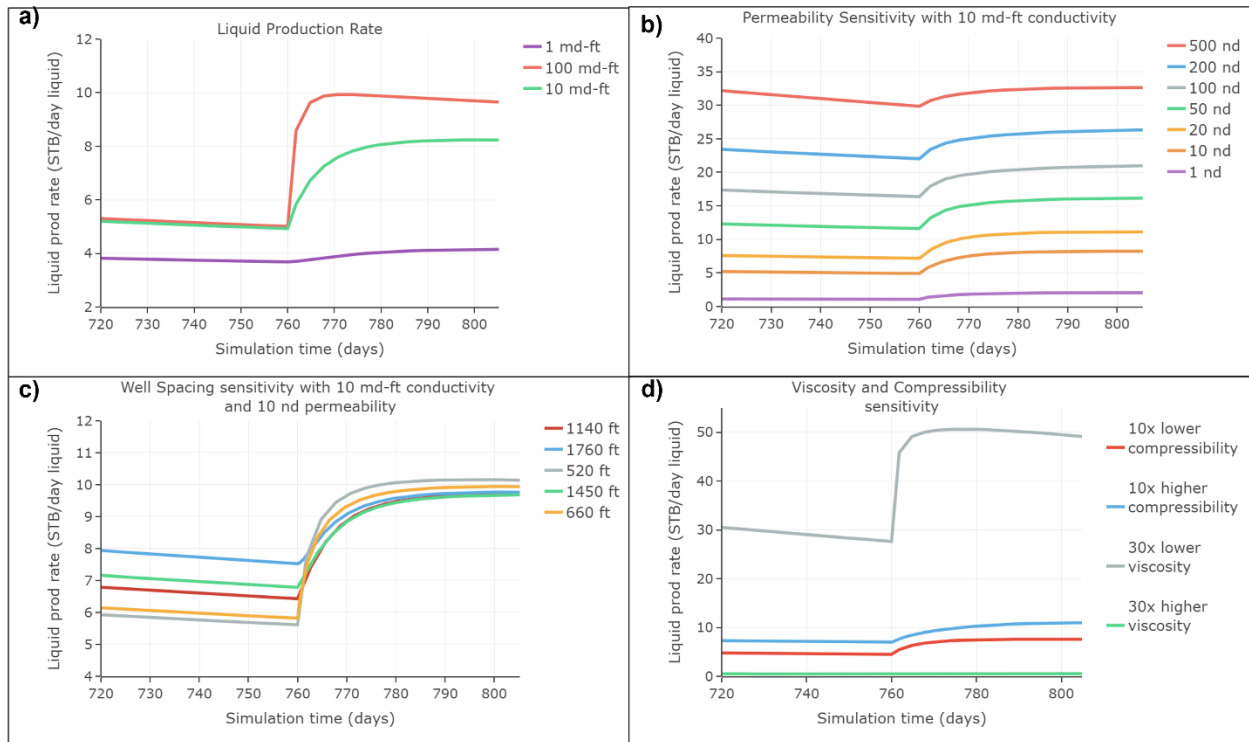 a)
Liquid Production Rate
Liquid prod rate (STB/day liquid)
12
10
8
6
4
2
720 730 740 750 760 770 780 790 800
Simulation time (days)
1 md-ft
100 md-ft
10 md-ft
b)
Permeability Sensitivity with 10 md-ft conductivity
Liquid prod rate (STB/day liquid)
40
35
30
25
20
15
10
5
0
720 730 740 750 760 770 780 790 800
Simulation time (days)
500 nd
200 nd
100 nd
50 nd
20 nd
10 nd
1 nd
c)
Well Spacing sensitivity with 10 md-ft conductivity
and 10 nd permeability
Liquid prod rate (STB/day liquid)
12
11
10
9
8
7
6
5
4
720 730 740 750 760 770 780 790 800
Simulation time (days)
1140 ft
1760 ft
520 ft
1450 ft
660 ft
d)
Viscosity and Compressibility
sensitivity
Liquid prod rate (STB/day liquid)
50
40
30
20
10
0
720 740 760 780 800
Simulation time (days)
10x lower
compressibility
10x higher
compressibility
30x lower
viscosity
30x higher
viscosity